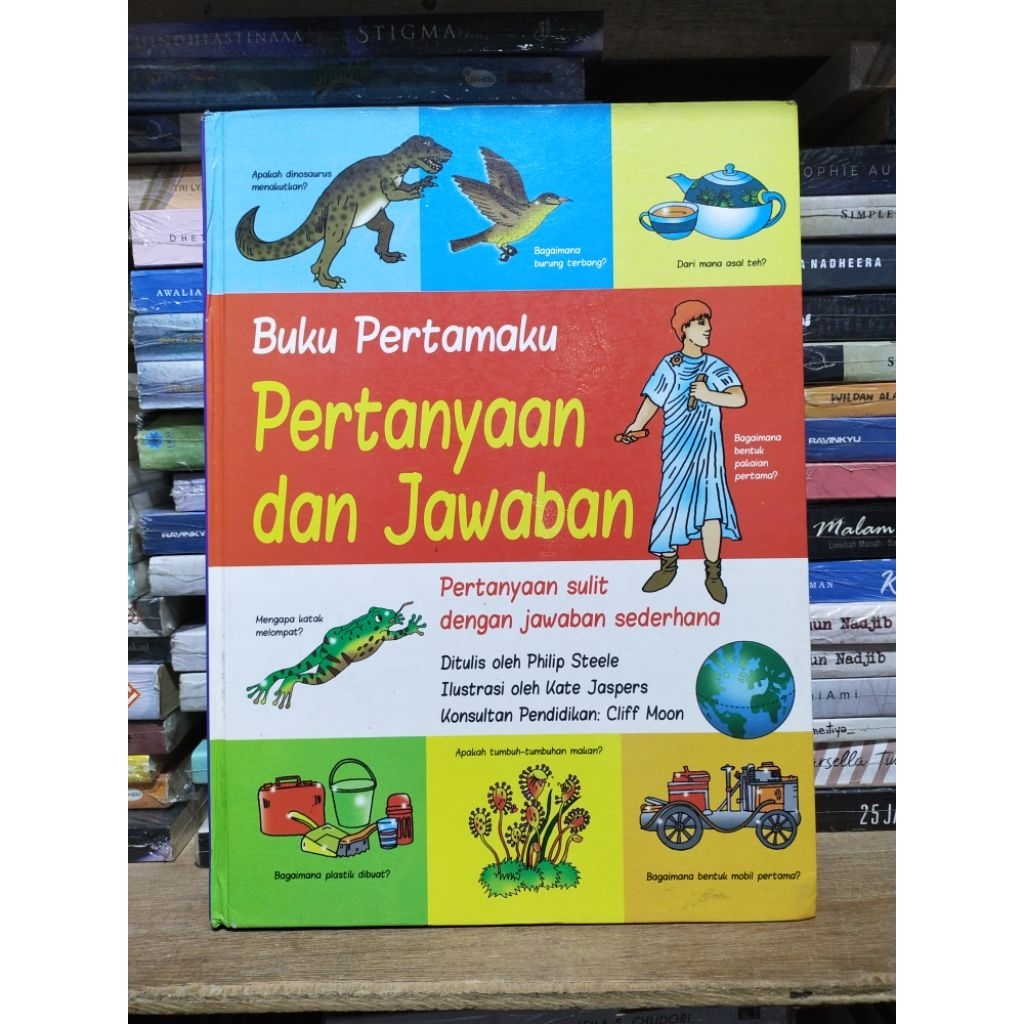 STIGMA
Apakah dinosaurus
menakutkan?
Bagaimana
burung terbang?
Dari mana asal teh?
Buku Pertamaku
Pertanyaan
dan Jawaban
Bagaimana
bentuk
pakaian
pertama?
Pertanyaan sulit
dengan jawaban sederhana
Mengapa katak
melompat?
Ditulis oleh Philip Steele
Ilustrasi oleh Kate Jaspers
Konsultan Pendidikan: Cliff Moon
Apakah tumbuh-tumbuhan makan?
Bagaimana plastik dibuat?
Bagaimana bentuk mobil pertama?
AWALIA
RAVINKY
SIMPLE
NADHEERA
WILDAN
RAVINKYU
Malam
Nadjib
Nadjib
25